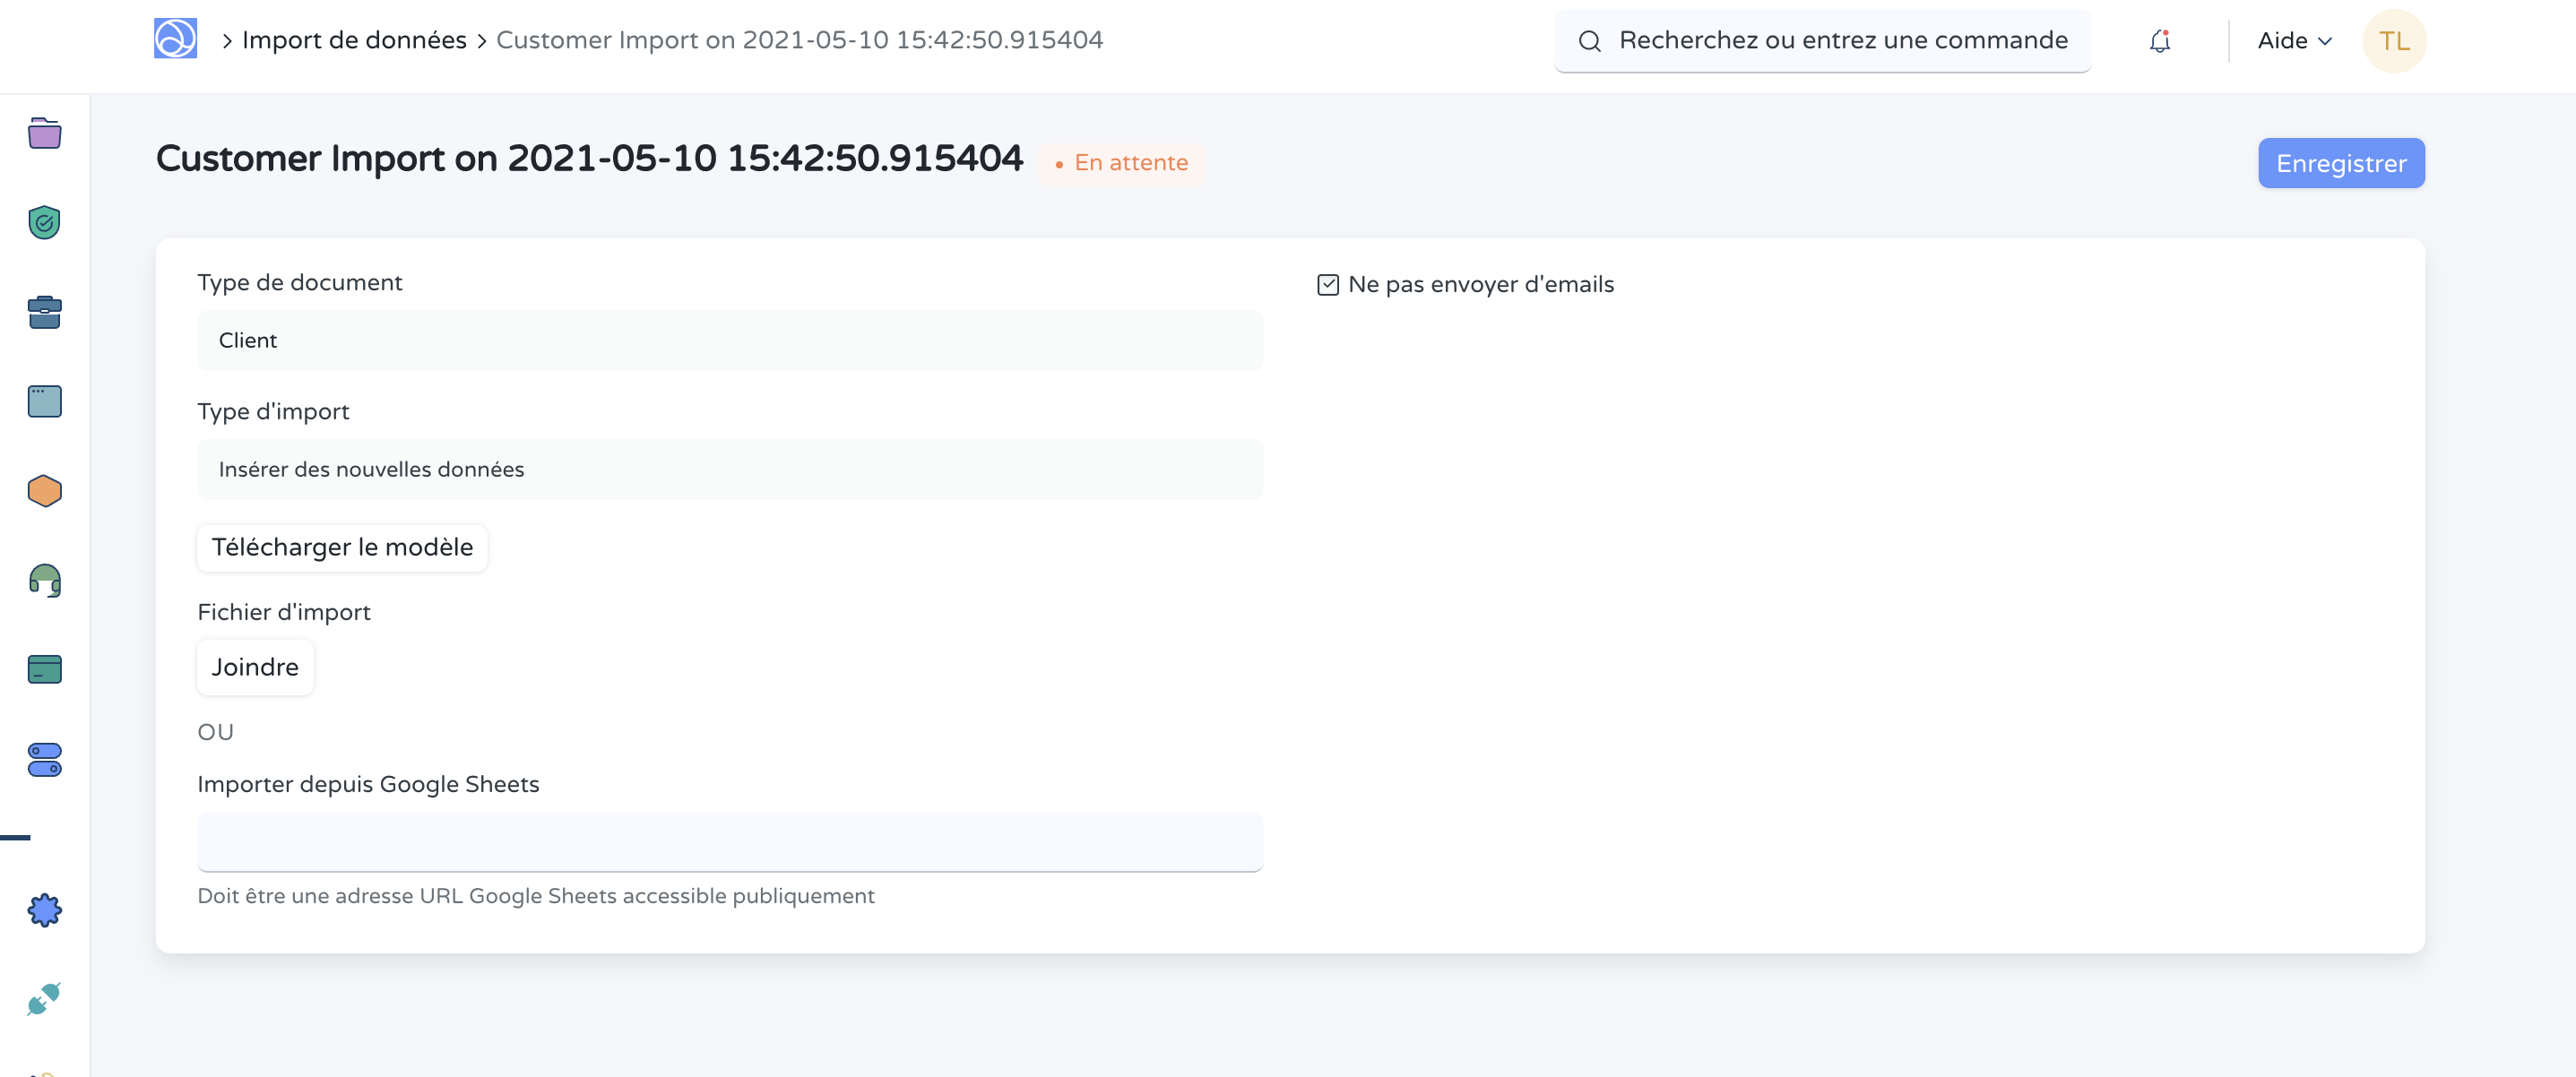 Import de données
Customer Import on 2021-05-10 15:42:50.915404
Recherchez ou entrez une commande
Aide
TL
Customer Import on 2021-05-10 15:42:50.915404
En attente
Enregistrer
Type de document
Client
Ne pas envoyer d'emails
Type d'import
Insérer des nouvelles données
Télécharger le modèle
Fichier d'import
Joindre
OU
Importer depuis Google Sheets
Doit être une adresse URL Google Sheets accessible publiquement